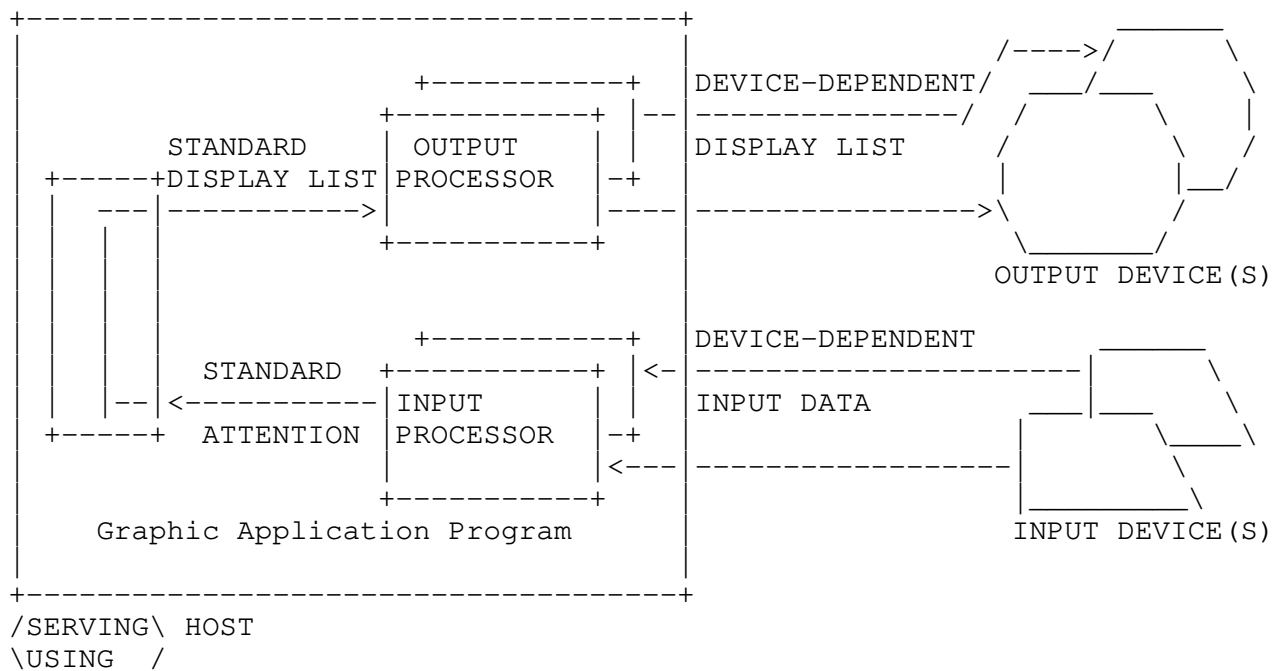 DEVICE-DEPENDENT
STANDARD OUTPUT DISPLAY LIST
DISPLAY LIST PROCESSOR
OUTPUT DEVICE(S)
DEVICE-DEPENDENT
STANDARD
INPUT INPUT DATA
ATTENTION PROCESSOR
Graphic Application Program INPUT DEVICE(S)
/SERVING\ HOST
\USING /